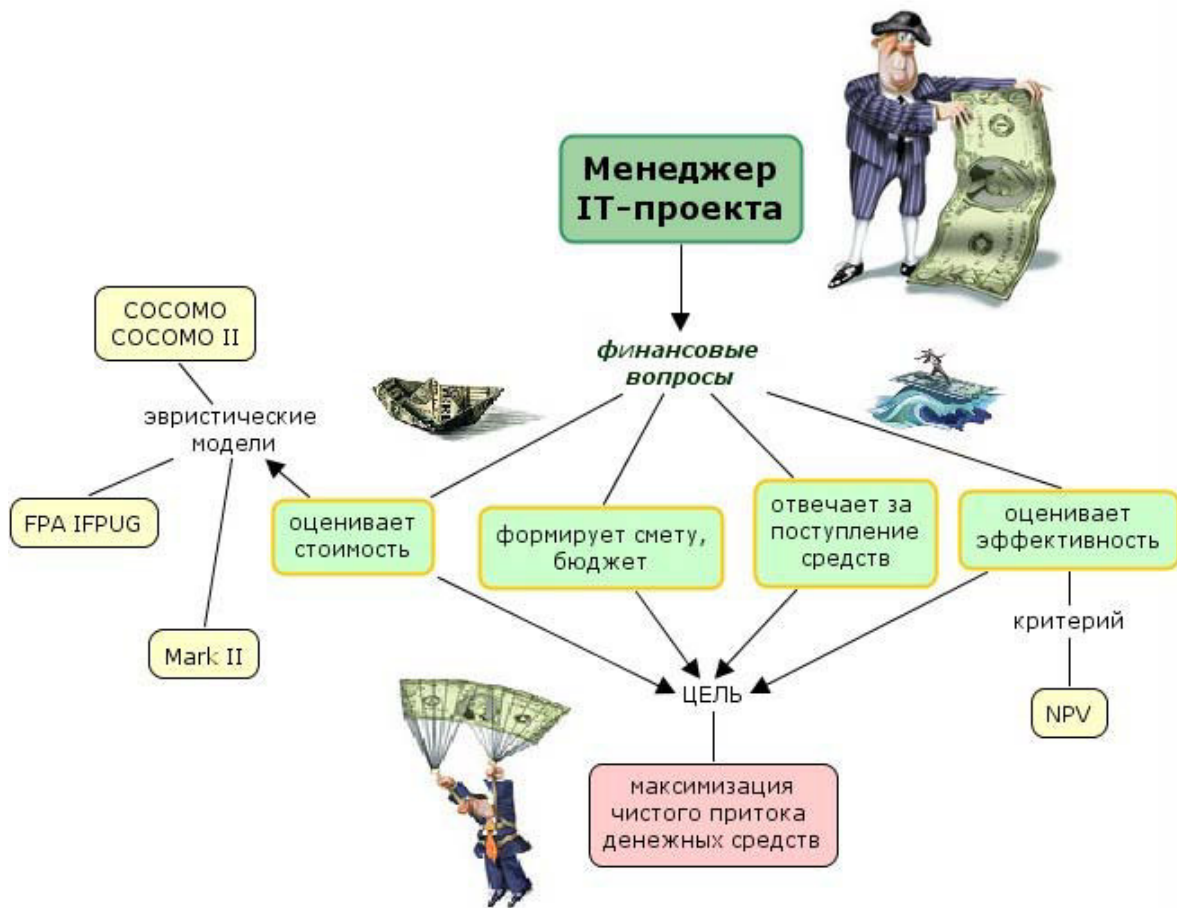 Менеджер
IT-проекта
COCOMO
COCOMO II
финансовые
вопросы
эвристические
модели
FPA IFPUG
оценивает
стоимость
формирует смету,
бюджет
отвечает за
поступление
средств
оценивает
эффективность
критерий
Mark II
ЦЕЛЬ
NPV
максимизация
чистого притока
денежных средств